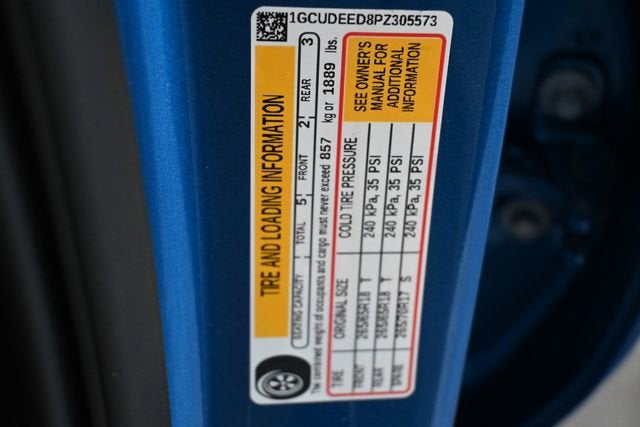 1GCUDEED8PZ305573
TIRE AND LOADING INFORMATION
SEATING CAPACITY TOTAL 5 FRONT 2 REAR 3
The combined weight of occupants and cargo must never exceed 857 kg or 1889 lbs.
TIRE ORIGINAL SIZE COLD TIRE PRESSURE
FRONT 265/65R18 T 240 kPa, 35 PSI
REAR 265/65R18 T 240 kPa, 35 PSI
SPARE 265/70R17 S 240 kPa, 35 PSI
SEE OWNER'S
MANUAL FOR
ADDITIONAL
INFORMATION